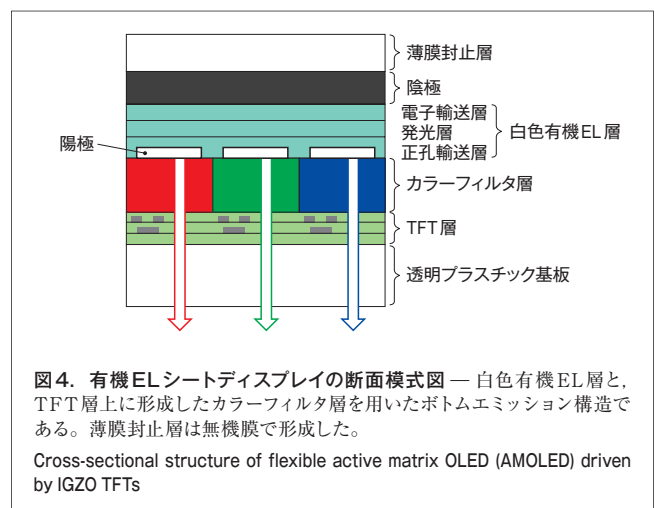 薄膜封止層
陰極
電子輸送層
発光層
正孔輸送層
白色有機EL層
陽極
カラーフィルタ層
TFT層
透明プラスチック基板
図4. 有機ELシートディスプレイの断面模式図 — 白色有機EL層と,
TFT層上に形成したカラーフィルタ層を用いたボトムエミッション構造で
ある。薄膜封止層は無機膜で形成した。
Cross-sectional structure of flexible active matrix OLED (AMOLED) driven
by IGZO TFTs